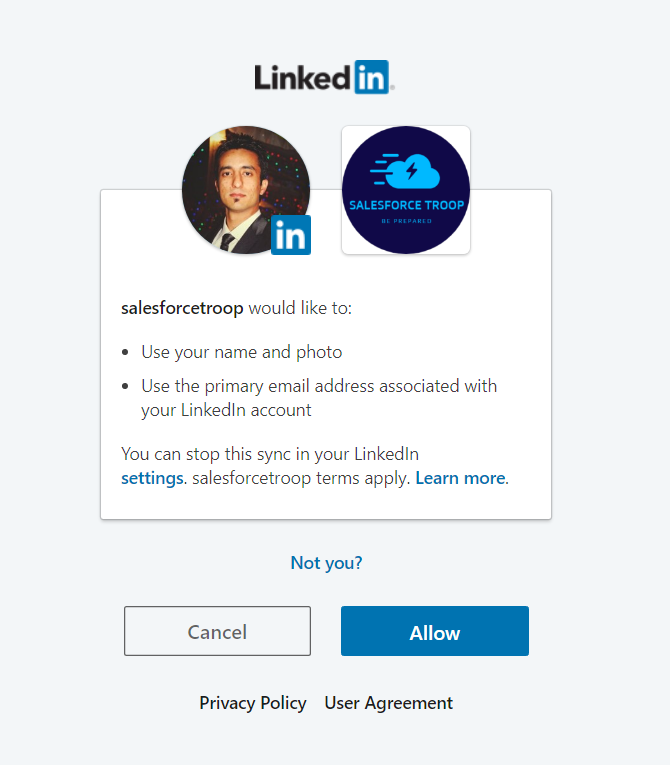 Linked in
in
SALESFORCE TROOP
BE PREPARED
salesforcetroop would like to:
• Use your name and photo
• Use the primary email address associated with
your LinkedIn account
You can stop this sync in your LinkedIn
settings. salesforcetroop terms apply. Learn more.
Not you?
Cancel Allow
Privacy Policy User Agreement